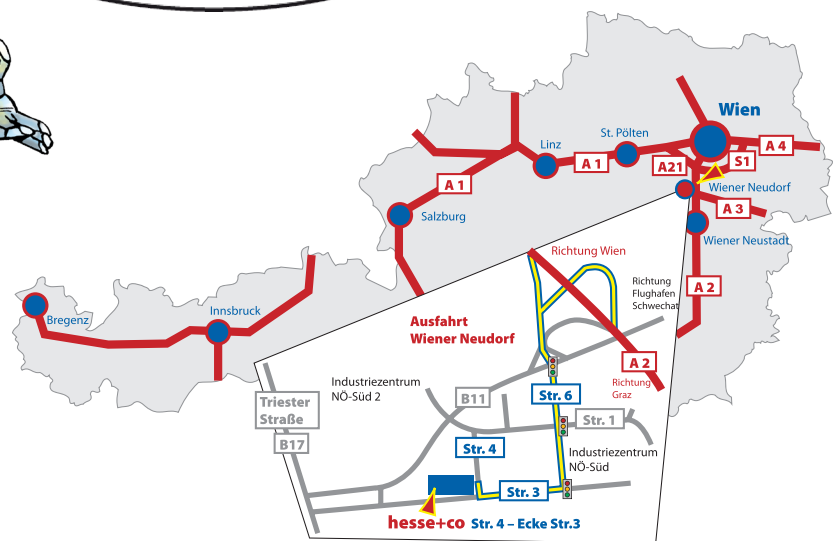 Wien
St. Pölten
Linz
A 4
S1
A21
A 1
A 1
Wiener Neudorf
A 3
Salzburg
Wiener Neustadt
Richtung Wien
Richtung
Flughafen
Schwechat
A 2
Innsbruck
Bregenz
Ausfahrt
Wiener Neudorf
A 2
Richtung
Graz
Industriezentrum
NÖ-Süd 2
Str. 6
B11
Triester
Straße
Str. 1
B17
Str. 4
Industriezentrum
NÖ-Süd
Str. 3
hesse+co Str. 4 – Ecke Str.3